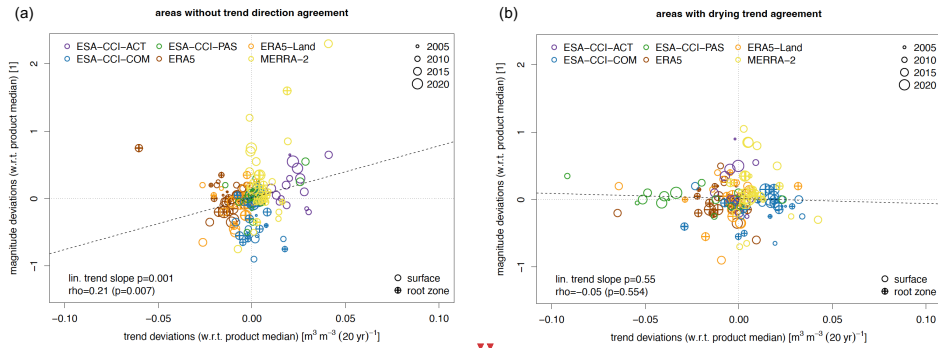 (a)
areas without trend direction agreement
ESA−CCI−ACT
ESA−CCI−PAS
ERA5−Land
ESA−CCI−COM
ERA5
MERRA−2
2005
2010
2015
2020
magnitude deviations (w.r.t. product median) [1]
2
1
0
−1
lin. trend slope p=0.001
rho=0.21 (p=0.007)
surface
root zone
−0.10
−0.05
0.00
0.05
0.10
trend deviations (w.r.t. product median) [m³ m⁻³ (20 yr)⁻¹]
(b)
areas with drying trend agreement
ESA−CCI−ACT
ESA−CCI−PAS
ERA5−Land
ESA−CCI−COM
ERA5
MERRA−2
2005
2010
2015
2020
magnitude deviations (w.r.t. product median) [1]
2
1
0
−1
lin. trend slope p=0.55
rho=−0.05 (p=0.554)
surface
root zone
−0.10
−0.05
0.00
0.05
0.10
trend deviations (w.r.t. product median) [m³ m⁻³ (20 yr)⁻¹]